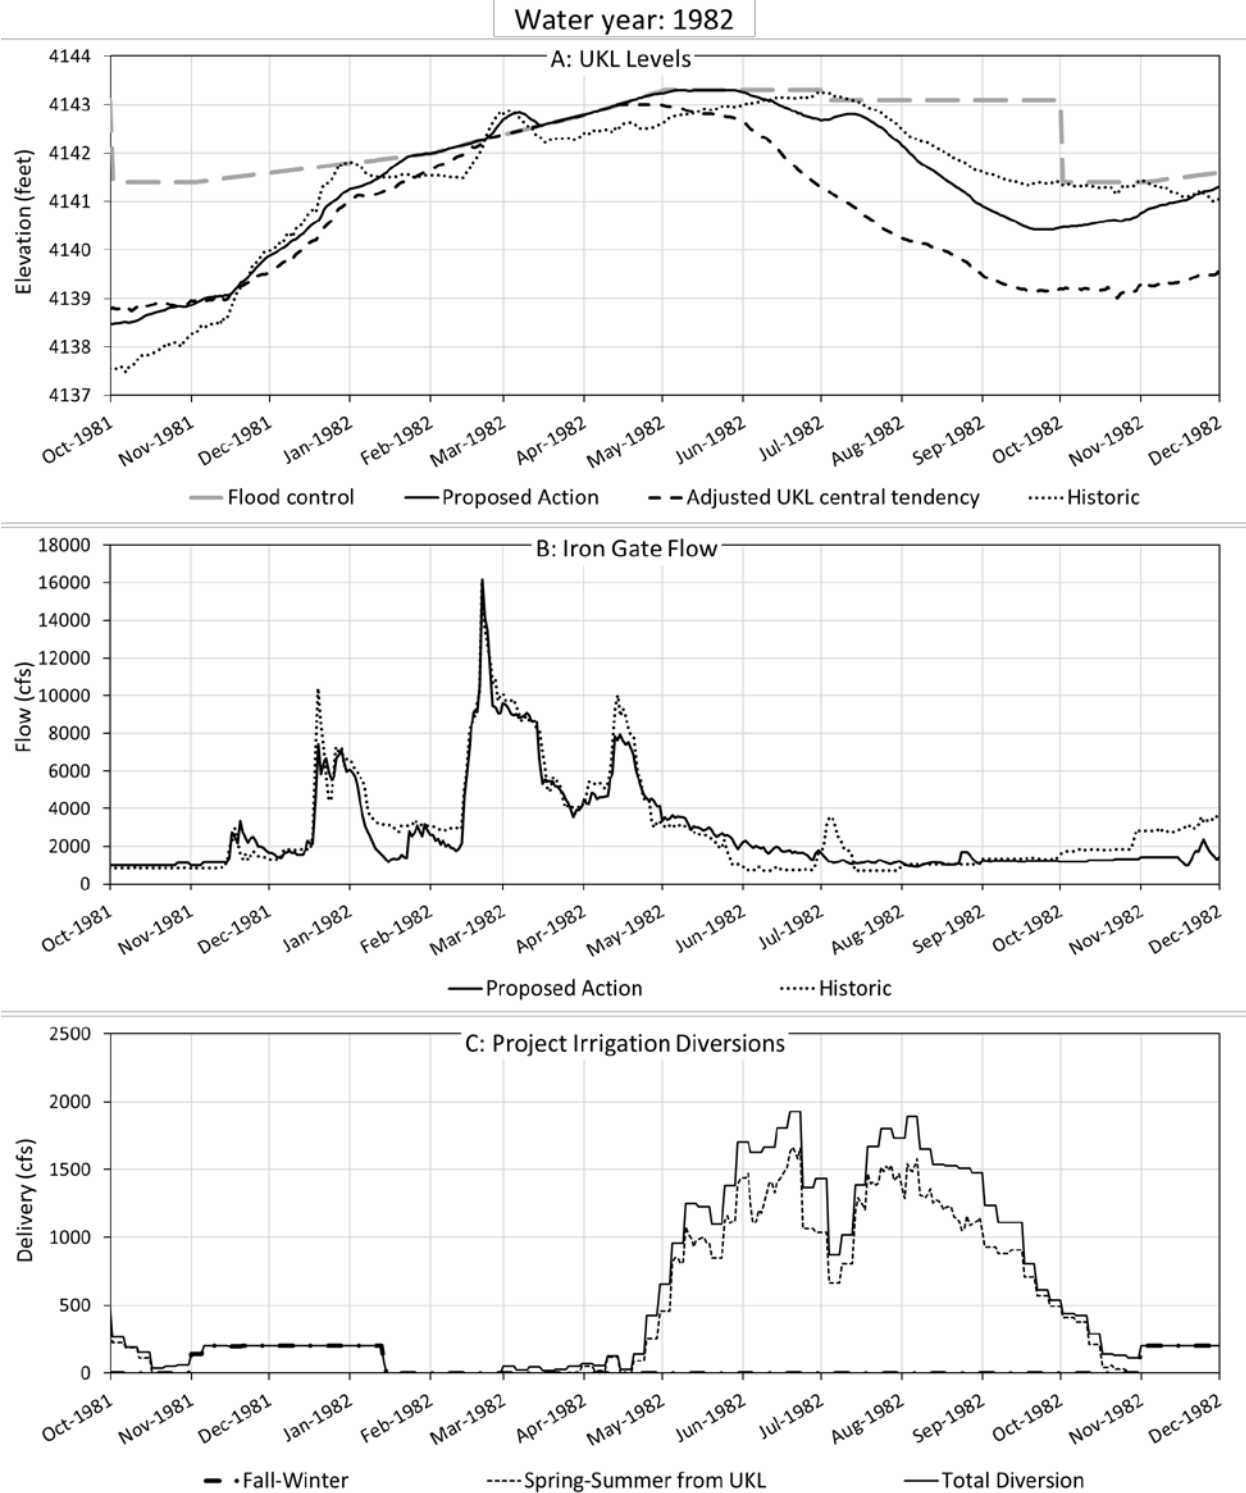 Water year: 1982
A: UKL Levels
Elevation (feet)
4144
4143
4142
4141
4140
4139
4138
4137
Oct-1981 Nov-1981 Dec-1981 Jan-1982 Feb-1982 Mar-1982 Apr-1982 May-1982 Jun-1982 Jul-1982 Aug-1982 Sep-1982 Oct-1982 Nov-1982 Dec-1982
Flood control Proposed Action Adjusted UKL central tendency Historic
B: Iron Gate Flow
Flow (cfs)
18000
16000
14000
12000
10000
8000
6000
4000
2000
0
Oct-1981 Nov-1981 Dec-1981 Jan-1982 Feb-1982 Mar-1982 Apr-1982 May-1982 Jun-1982 Jul-1982 Aug-1982 Sep-1982 Oct-1982 Nov-1982 Dec-1982
Proposed Action Historic
C: Project Irrigation Diversions
Delivery (cfs)
2500
2000
1500
1000
500
0
Oct-1981 Nov-1981 Dec-1981 Jan-1982 Feb-1982 Mar-1982 Apr-1982 May-1982 Jun-1982 Jul-1982 Aug-1982 Sep-1982 Oct-1982 Nov-1982 Dec-1982
Fall-Winter Spring-Summer from UKL Total Diversion